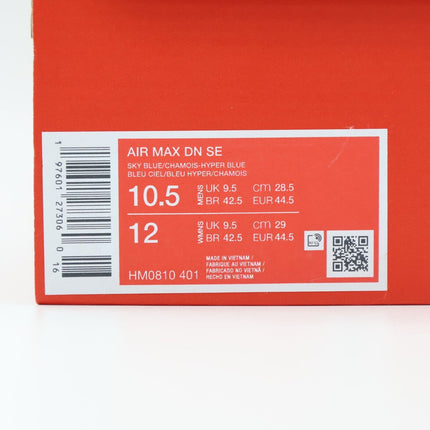 AIR MAX DN SE
SKY BLUE/CHAMOIS-HYPER BLUE
BLEU CIEL/BLEU HYPER/CHAMOIS
10.5 MENS UK 9.5 cm 28.5
BR 42.5 EUR 44.5
12 WMNS UK 9.5 cm 29
BR 42.5 EUR 44.5
HM0810 401
MADE IN VIETNAM /
FABRIQUE AU VIETNAM /
FABRICADO NO VIETNÃ /
HECHO EN VIETNAM
1 97601 27306 0 16